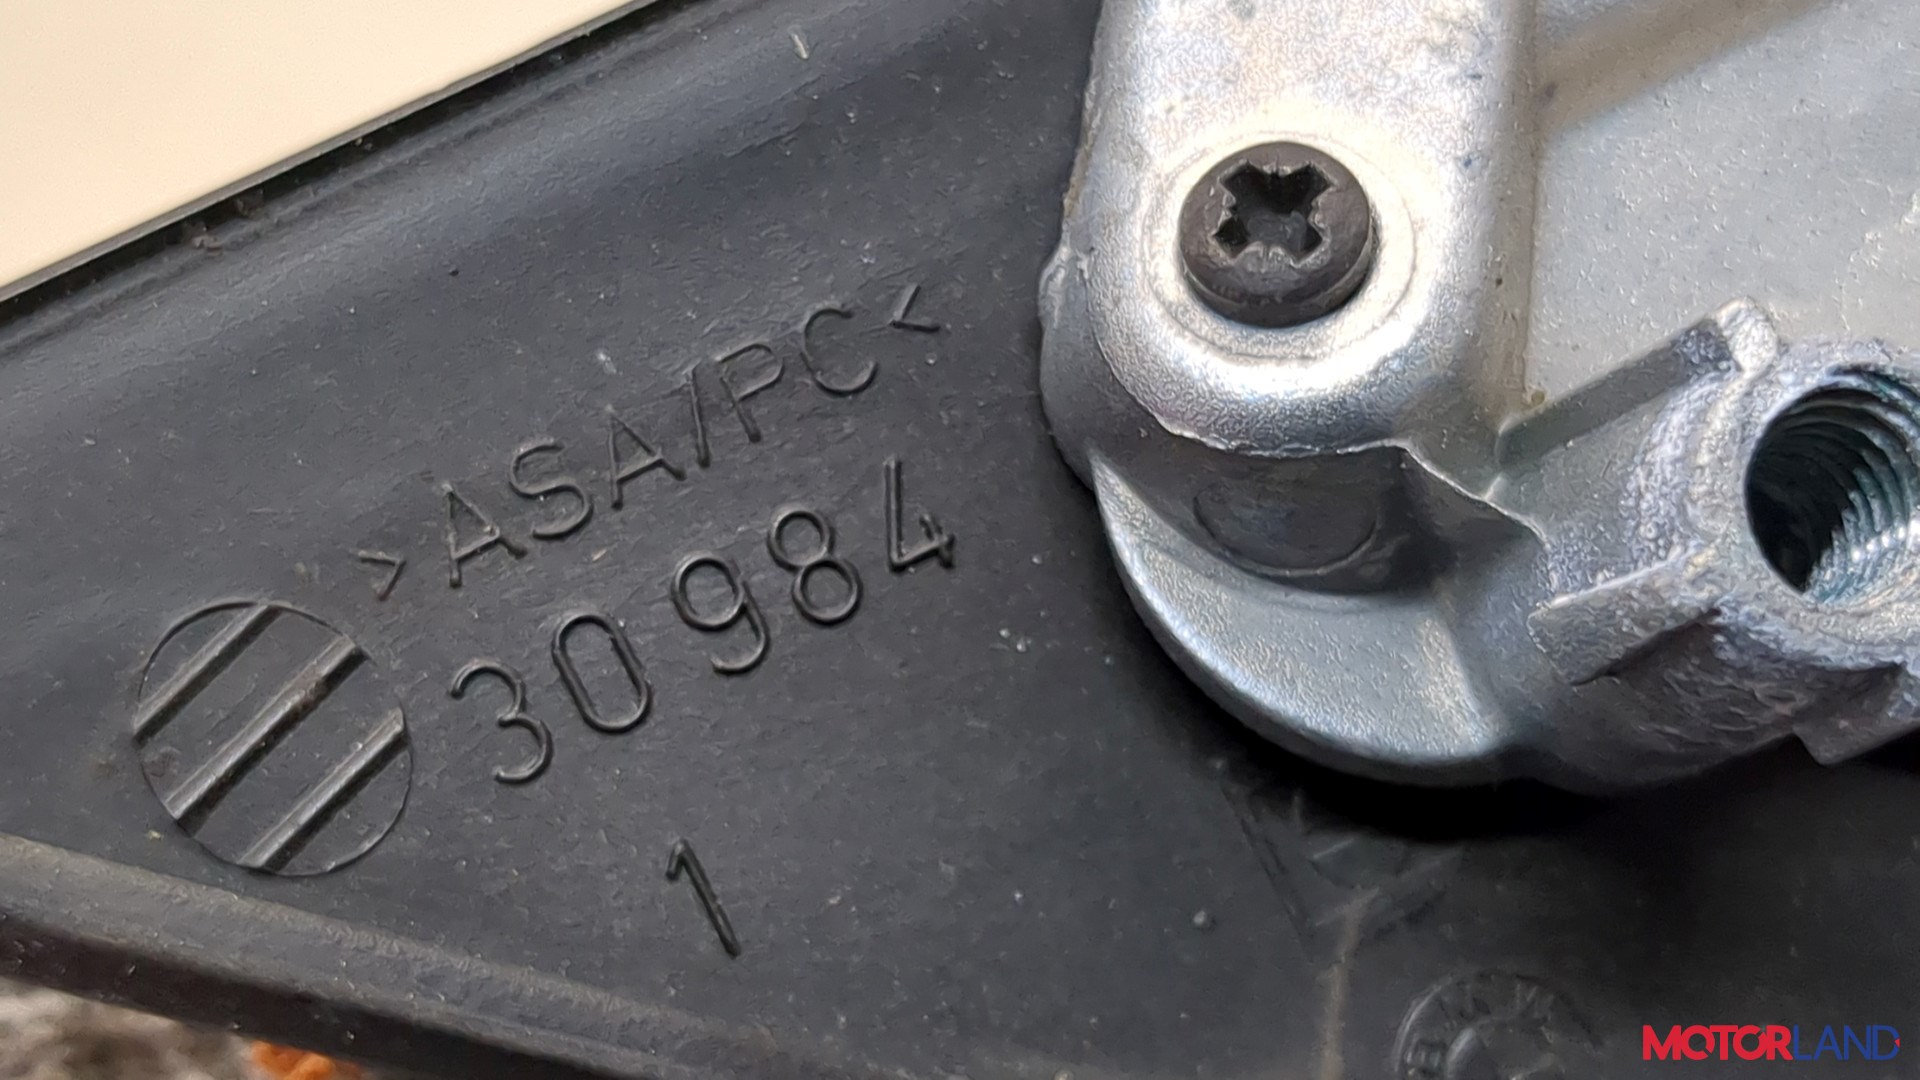 >ASA/PC<
30984
1
MOTORLAND